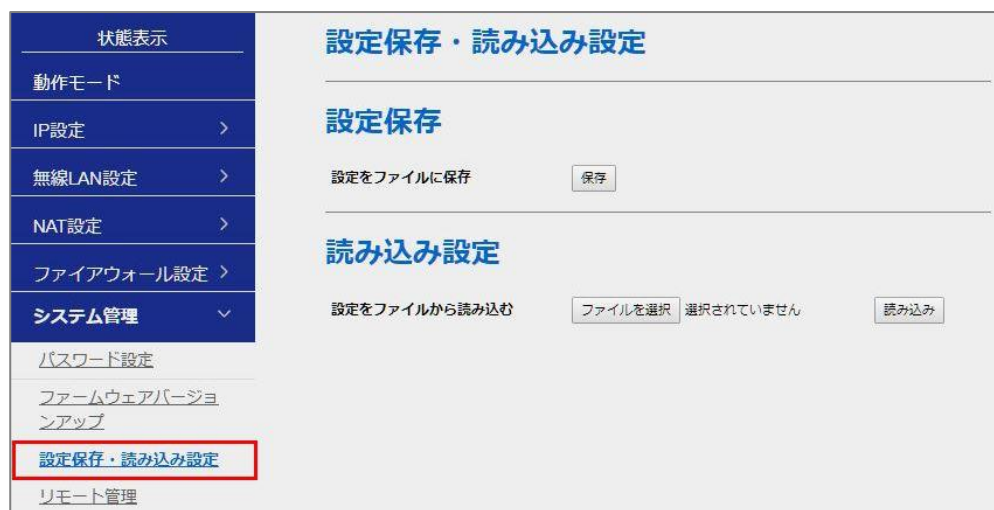 状態表示
動作モード
IP設定
無線LAN設定
NAT設定
ファイアウォール設定
システム管理
パスワード設定
ファームウェアバージョ
ンアップ
設定保存・読み込み設定
リモート管理
設定保存・読み込み設定
設定保存
設定をファイルに保存 保存
読み込み設定
設定をファイルから読み込む ファイルを選択 選択されていません 読み込み